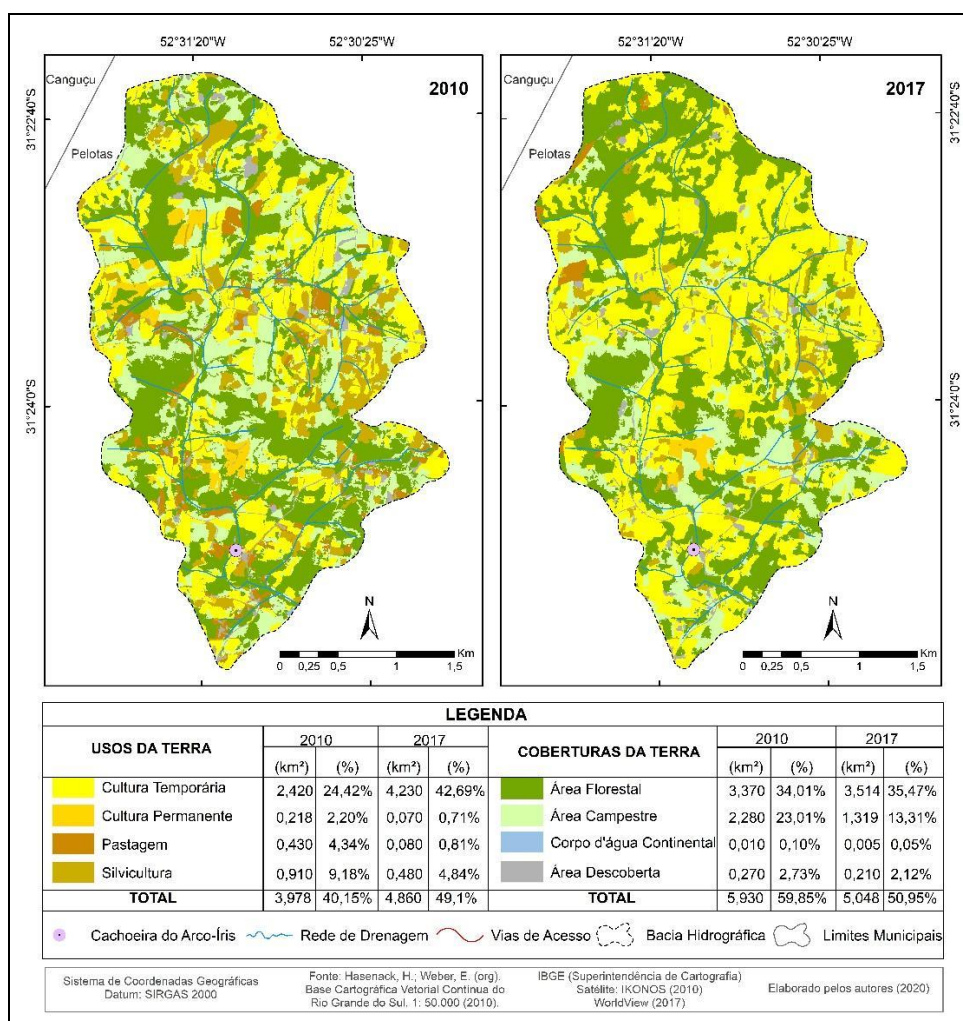 52°31'20"W 52°30'25"W 52°31'20"W 52°30'25"W
Canguçu 2010 Canguçu 2017
31°22'40"S 31°22'40"S
Pelotas Pelotas
31°24'0"S 31°24'0"S
N N
Km Km
0 0,25 0,5 1 1,5 0 0,25 0,5 1 1,5
LEGENDA
USOS DA TERRA 2010 2017 COBERTURAS DA TERRA 2010 2017
(km²) (%) (km²) (%) (km²) (%) (km²) (%)
Cultura Temporária 2,420 24,42% 4,230 42,69% Área Florestal 3,370 34,01% 3,514 35,47%
Cultura Permanente 0,218 2,20% 0,070 0,71% Área Campestre 2,280 23,01% 1,319 13,31%
Pastagem 0,430 4,34% 0,080 0,81% Corpo d'água Continental 0,010 0,10% 0,005 0,05%
Silvicultura 0,910 9,18% 0,480 4,84% Área Descoberta 0,270 2,73% 0,210 2,12%
TOTAL 3,978 40,15% 4,860 49,1% TOTAL 5,930 59,85% 5,048 50,95%
Cachoeira do Arco-Íris Rede de Drenagem Vias de Acesso Bacia Hidrográfica Limites Municipais
Sistema de Coordenadas Geográficas
Datum: SIRGAS 2000
Fonte: Hasenack, H.; Weber, E. (org).
Base Cartográfica Vetorial Contínua do
Rio Grande do Sul. 1: 50.000 (2010).
IBGE (Superintendência de Cartografia)
Satélite: IKONOS (2010)
WorldView (2017)
Elaborado pelos autores (2020)